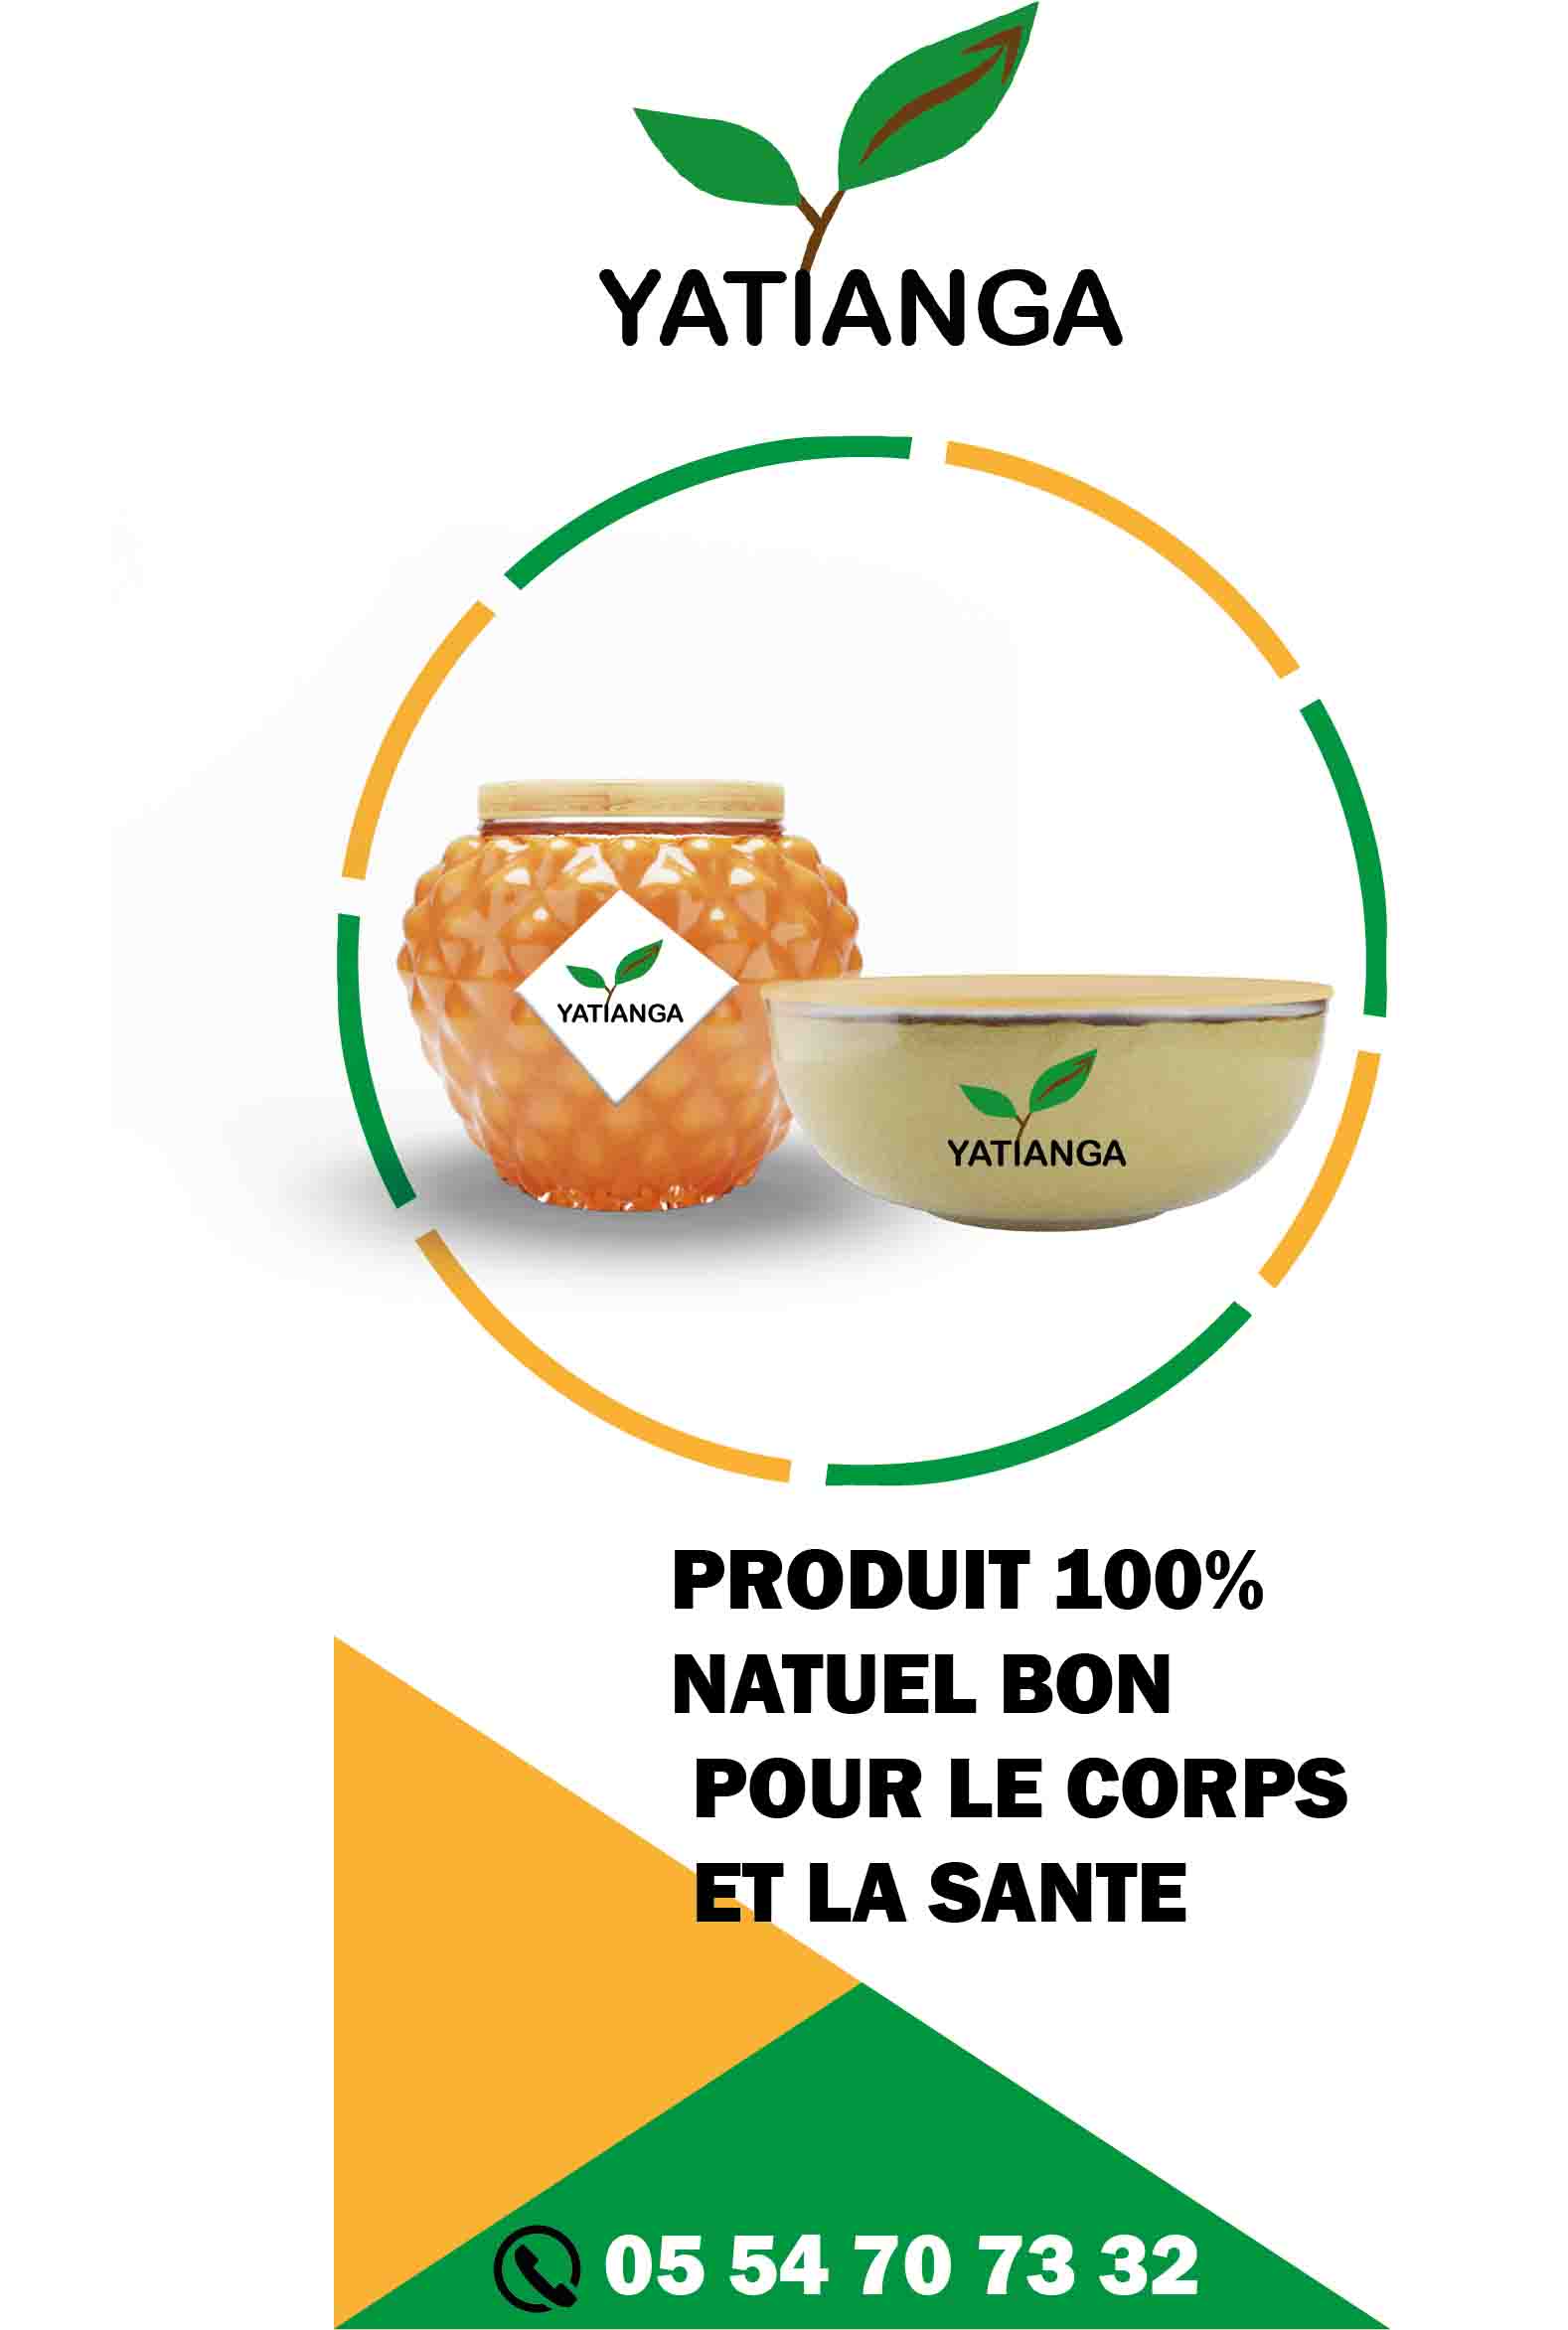 YATIANGA
YATIANGA
YATIANGA
PRODUIT 100%
NATUEL BON
POUR LE CORPS
ET LA SANTE
05 54 70 73 32